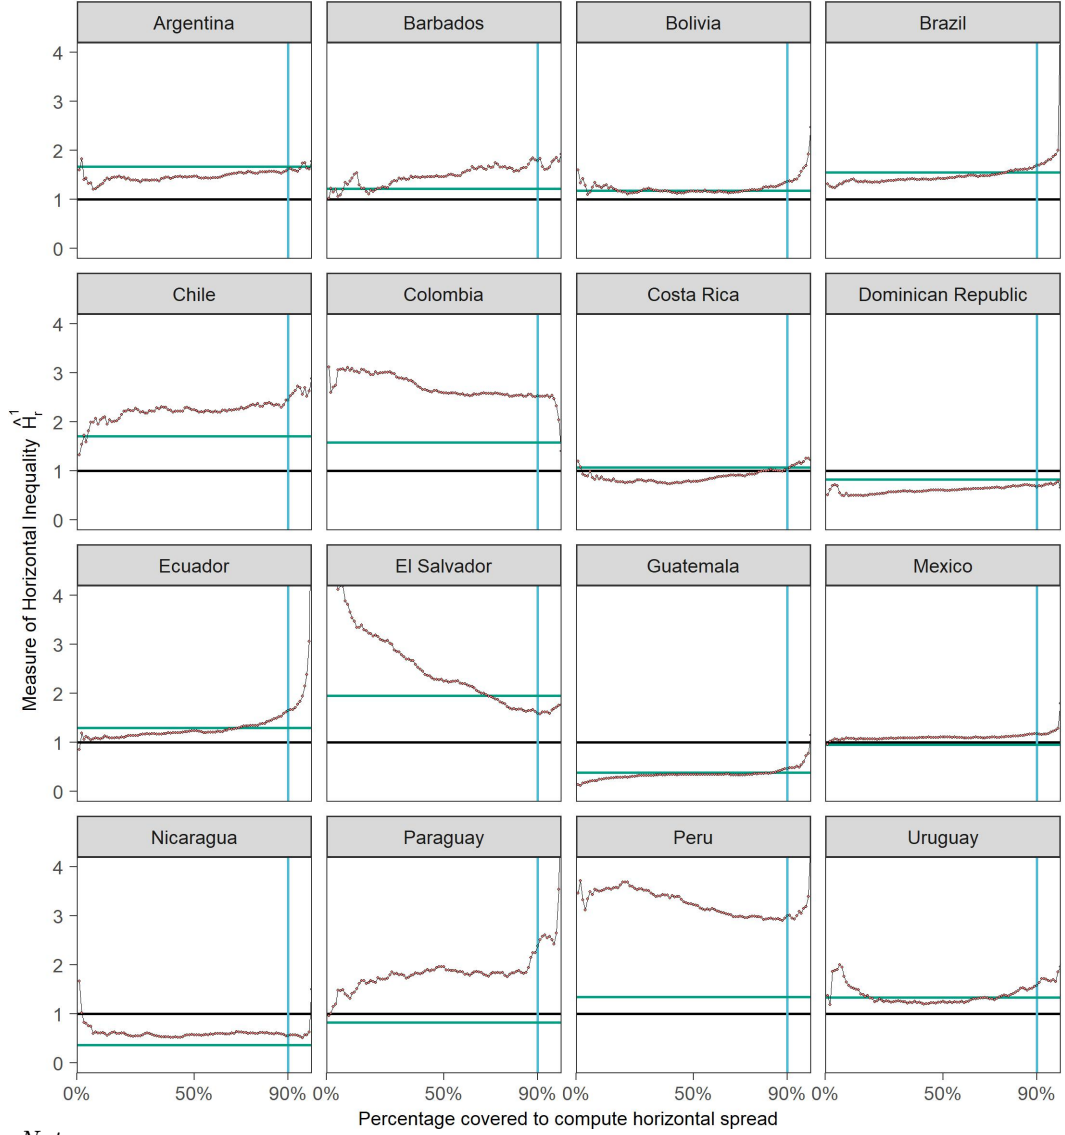 Argentina Barbados Bolivia Brazil
4
3
2
1
0
Chile Colombia Costa Rica Dominican Republic
4
3
2
1
0
Measure of Horizontal Inequality Ĥ¹ᵣ
Ecuador El Salvador Guatemala Mexico
4
3
2
1
0
Nicaragua Paraguay Peru Uruguay
4
3
2
1
0
0% 50% 90% 0% 50% 90% 0% 50% 90% 0% 50% 90%
Percentage covered to compute horizontal spread